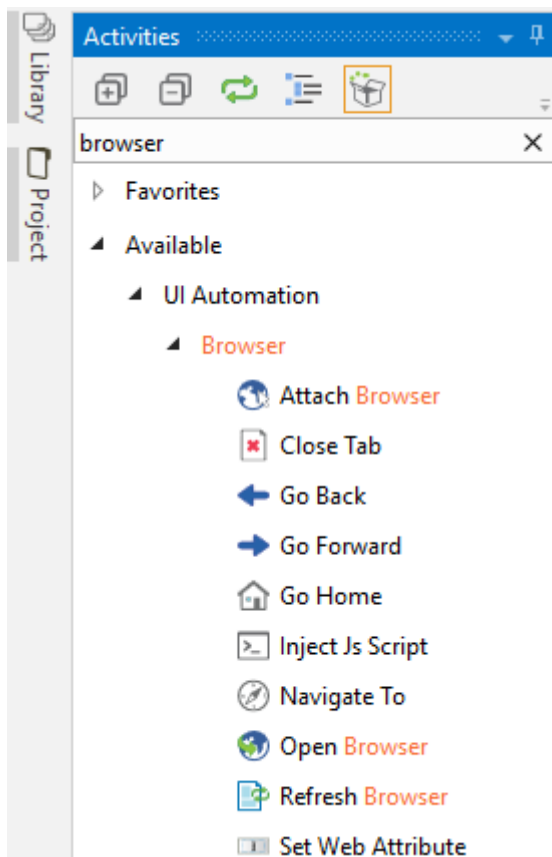 Library
Project
Activities
browser
Favorites
Available
UI Automation
Browser
Attach Browser
Close Tab
Go Back
Go Forward
Go Home
Inject Js Script
Navigate To
Open Browser
Refresh Browser
Set Web Attribute